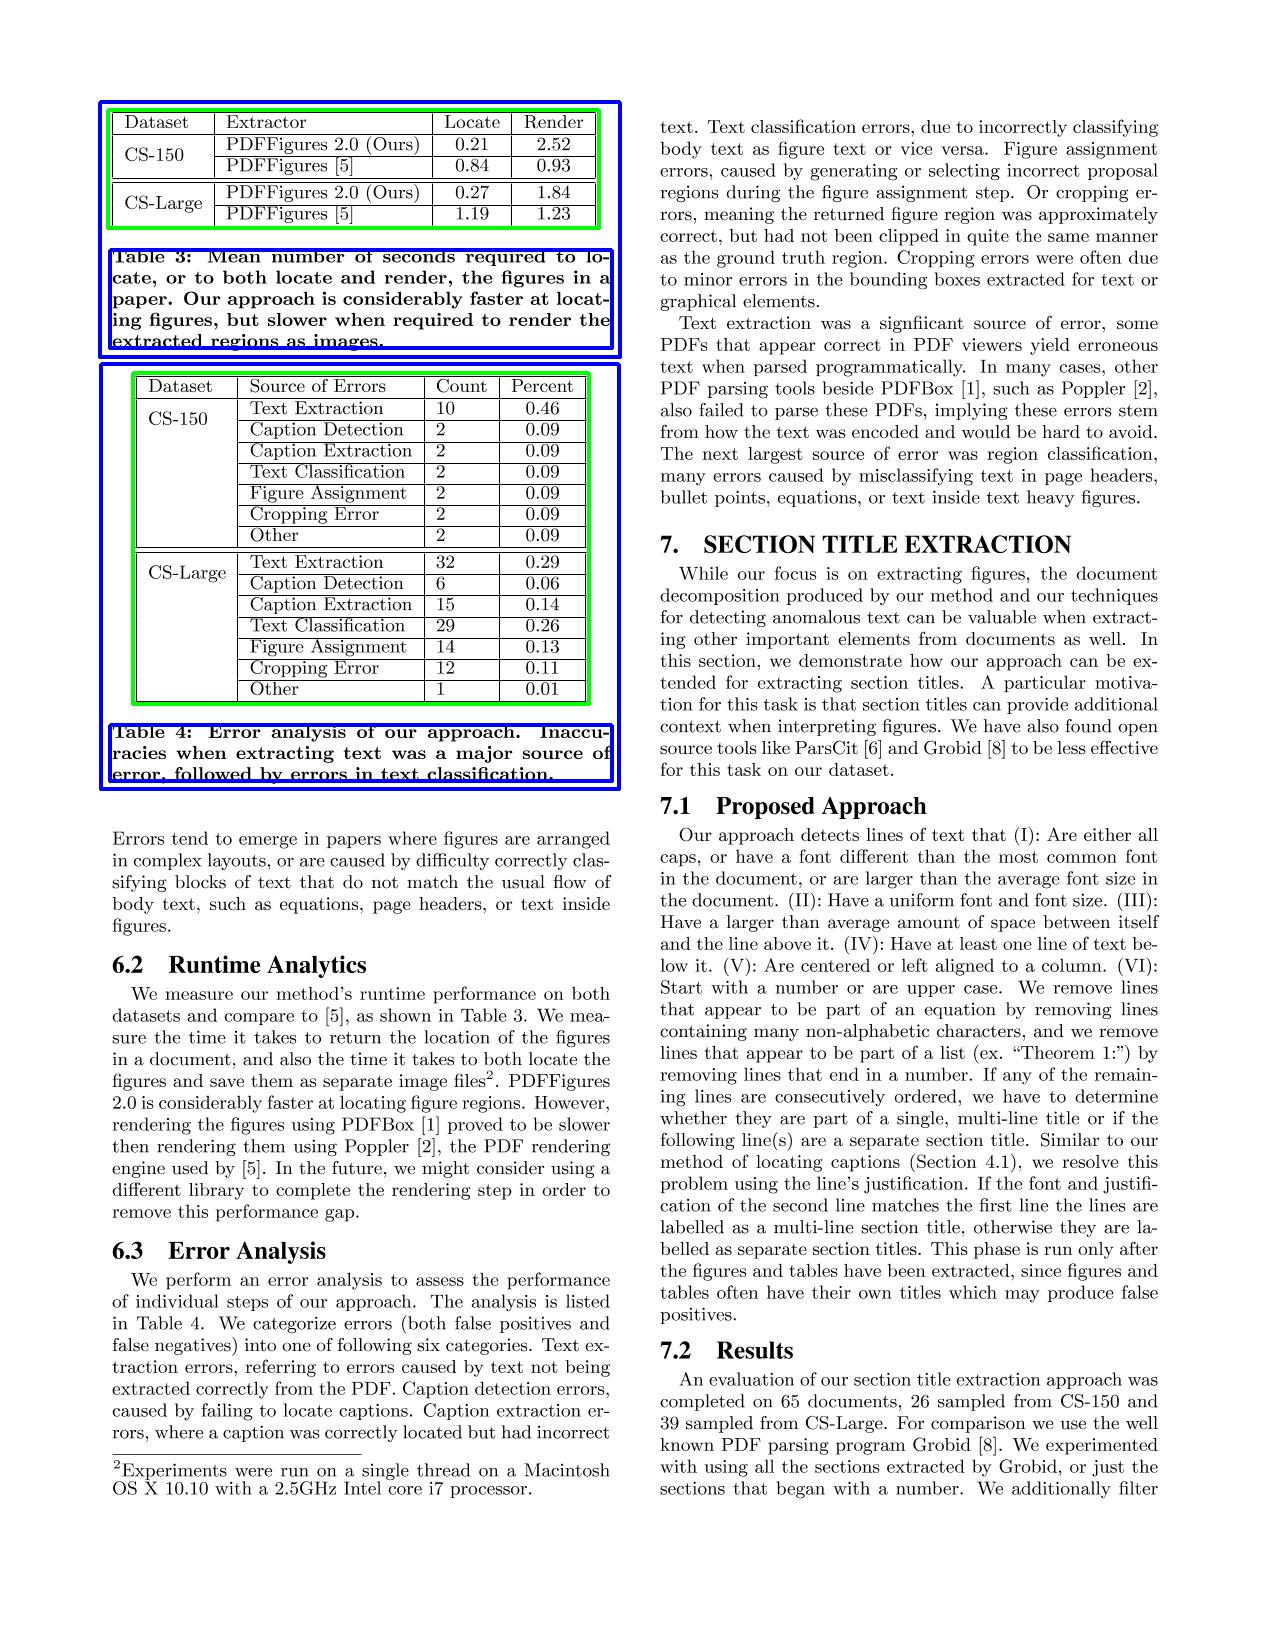 Dataset Extractor Locate Render
CS-150 PDFFigures 2.0 (Ours) 0.21 2.52
PDFFigures [5] 0.84 0.93
CS-Large PDFFigures 2.0 (Ours) 0.27 1.84
PDFFigures [5] 1.19 1.23
Table 3: Mean number of seconds required to lo-
cate, or to both locate and render, the figures in a
paper. Our approach is considerably faster at locat-
ing figures, but slower when required to render the
extracted regions as images.
Dataset Source of Errors Count Percent
CS-150 Text Extraction 10 0.46
Caption Detection 2 0.09
Caption Extraction 2 0.09
Text Classification 2 0.09
Figure Assignment 2 0.09
Cropping Error 2 0.09
Other 2 0.09
CS-Large Text Extraction 32 0.29
Caption Detection 6 0.06
Caption Extraction 15 0.14
Text Classification 29 0.26
Figure Assignment 14 0.13
Cropping Error 12 0.11
Other 1 0.01
Table 4: Error analysis of our approach. Inaccu-
racies when extracting text was a major source of
error, followed by errors in text classification.
Errors tend to emerge in papers where figures are arranged
in complex layouts, or are caused by difficulty correctly clas-
sifying blocks of text that do not match the usual flow of
body text, such as equations, page headers, or text inside
figures.
6.2 Runtime Analytics
We measure our method's runtime performance on both
datasets and compare to [5], as shown in Table 3. We mea-
sure the time it takes to return the location of the figures
in a document, and also the time it takes to both locate the
figures and save them as separate image files². PDFFigures
2.0 is considerably faster at locating figure regions. However,
rendering the figures using PDFBox [1] proved to be slower
then rendering them using Poppler [2], the PDF rendering
engine used by [5]. In the future, we might consider using a
different library to complete the rendering step in order to
remove this performance gap.
6.3 Error Analysis
We perform an error analysis to assess the performance
of individual steps of our approach. The analysis is listed
in Table 4. We categorize errors (both false positives and
false negatives) into one of following six categories. Text ex-
traction errors, referring to errors caused by text not being
extracted correctly from the PDF. Caption detection errors,
caused by failing to locate captions. Caption extraction er-
rors, where a caption was correctly located but had incorrect
²Experiments were run on a single thread on a Macintosh
OS X 10.10 with a 2.5GHz Intel core i7 processor.
text. Text classification errors, due to incorrectly classifying
body text as figure text or vice versa. Figure assignment
errors, caused by generating or selecting incorrect proposal
regions during the figure assignment step. Or cropping er-
rors, meaning the returned figure region was approximately
correct, but had not been clipped in quite the same manner
as the ground truth region. Cropping errors were often due
to minor errors in the bounding boxes extracted for text or
graphical elements.
Text extraction was a signfiicant source of error, some
PDFs that appear correct in PDF viewers yield erroneous
text when parsed programmatically. In many cases, other
PDF parsing tools beside PDFBox [1], such as Poppler [2],
also failed to parse these PDFs, implying these errors stem
from how the text was encoded and would be hard to avoid.
The next largest source of error was region classification,
many errors caused by misclassifying text in page headers,
bullet points, equations, or text inside text heavy figures.
7. SECTION TITLE EXTRACTION
While our focus is on extracting figures, the document
decomposition produced by our method and our techniques
for detecting anomalous text can be valuable when extract-
ing other important elements from documents as well. In
this section, we demonstrate how our approach can be ex-
tended for extracting section titles. A particular motiva-
tion for this task is that section titles can provide additional
context when interpreting figures. We have also found open
source tools like ParsCit [6] and Grobid [8] to be less effective
for this task on our dataset.
7.1 Proposed Approach
Our approach detects lines of text that (I): Are either all
caps, or have a font different than the most common font
in the document, or are larger than the average font size in
the document. (II): Have a uniform font and font size. (III):
Have a larger than average amount of space between itself
and the line above it. (IV): Have at least one line of text be-
low it. (V): Are centered or left aligned to a column. (VI):
Start with a number or are upper case. We remove lines
that appear to be part of an equation by removing lines
containing many non-alphabetic characters, and we remove
lines that appear to be part of a list (ex. “Theorem 1:”) by
removing lines that end in a number. If any of the remain-
ing lines are consecutively ordered, we have to determine
whether they are part of a single, multi-line title or if the
following line(s) are a separate section title. Similar to our
method of locating captions (Section 4.1), we resolve this
problem using the line's justification. If the font and justifi-
cation of the second line matches the first line the lines are
labelled as a multi-line section title, otherwise they are la-
belled as separate section titles. This phase is run only after
the figures and tables have been extracted, since figures and
tables often have their own titles which may produce false
positives.
7.2 Results
An evaluation of our section title extraction approach was
completed on 65 documents, 26 sampled from CS-150 and
39 sampled from CS-Large. For comparison we use the well
known PDF parsing program Grobid [8]. We experimented
with using all the sections extracted by Grobid, or just the
sections that began with a number. We additionally filter